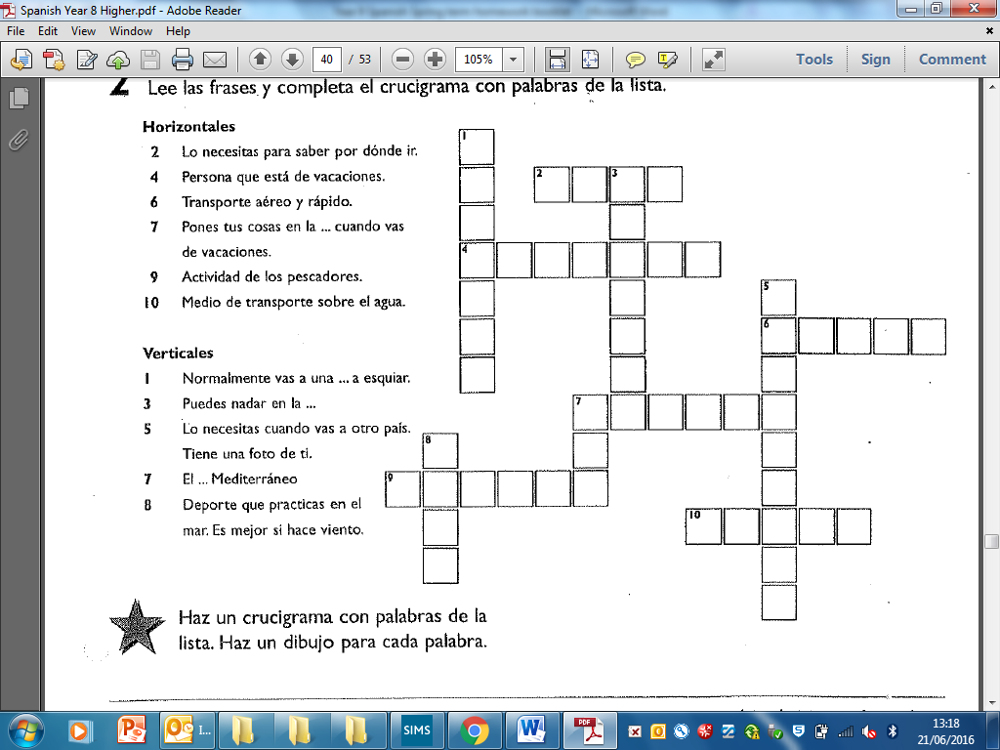 Spanish Year 8 Higher.pdf - Adobe Reader
File Edit View Window Help
40 / 53 105% Tools Sign Comment
2 Lee las frases y completa el crucigrama con palabras de la lista.
Horizontales
2 Lo necesitas para saber por dónde ir.
4 Persona que está de vacaciones.
6 Transporte aéreo y rápido.
7 Pones tus cosas en la ... cuando vas
de vacaciones.
9 Actividad de los pescadores.
10 Medio de transporte sobre el agua.
Verticales
1 Normalmente vas a una ... a esquiar.
3 Puedes nadar en la ...
5 Lo necesitas cuando vas a otro país.
Tiene una foto de ti.
7 El ... Mediterráneo
8 Deporte que practicas en el
mar. Es mejor si hace viento.
1
2 3
4
5
6
7
8
9
10
Haz un crucigrama con palabras de la
lista. Haz un dibujo para cada palabra.
I... SIMS PDF
13:18
21/06/2016